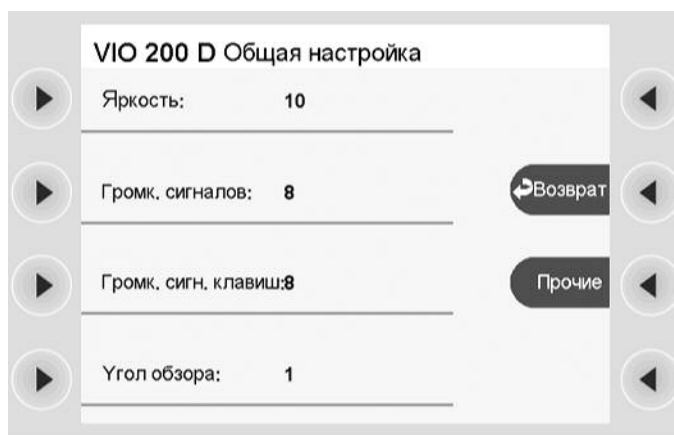 VIO 200 D Общая настройка
Яркость: 10
Громк. сигналов: 8
Возврат
Громк. сигн. клавиш:8
Прочие
Угол обзора: 1